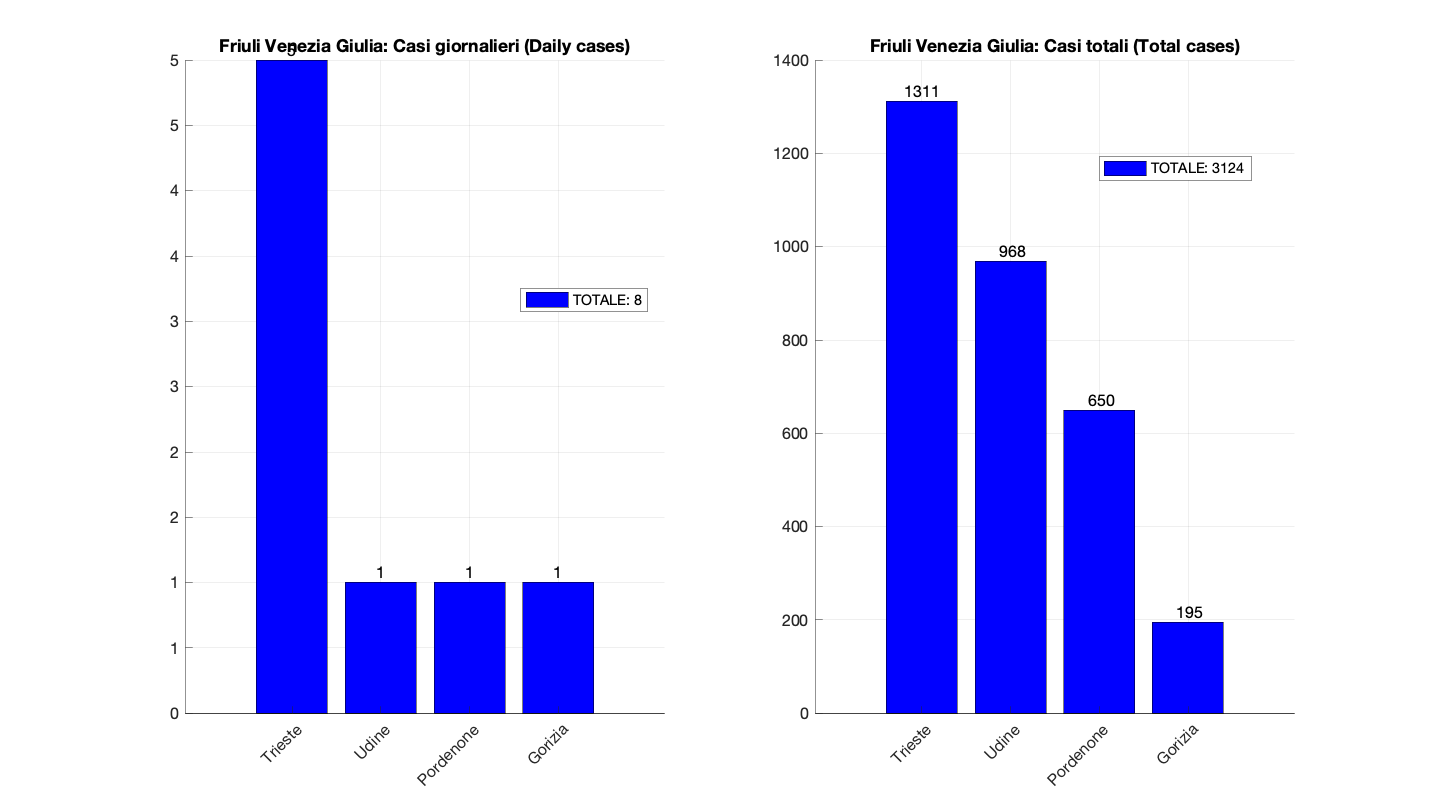 Friuli Venezia Giulia: Casi giornalieri (Daily cases)
5
5
5
4
4
3
3
2
2
1
1
0
1
1
1
TOTALE: 8
Trieste
Udine
Pordenone
Gorizia
Friuli Venezia Giulia: Casi totali (Total cases)
1400
1200
1000
800
600
400
200
0
1311
968
650
195
TOTALE: 3124
Trieste
Udine
Pordenone
Gorizia